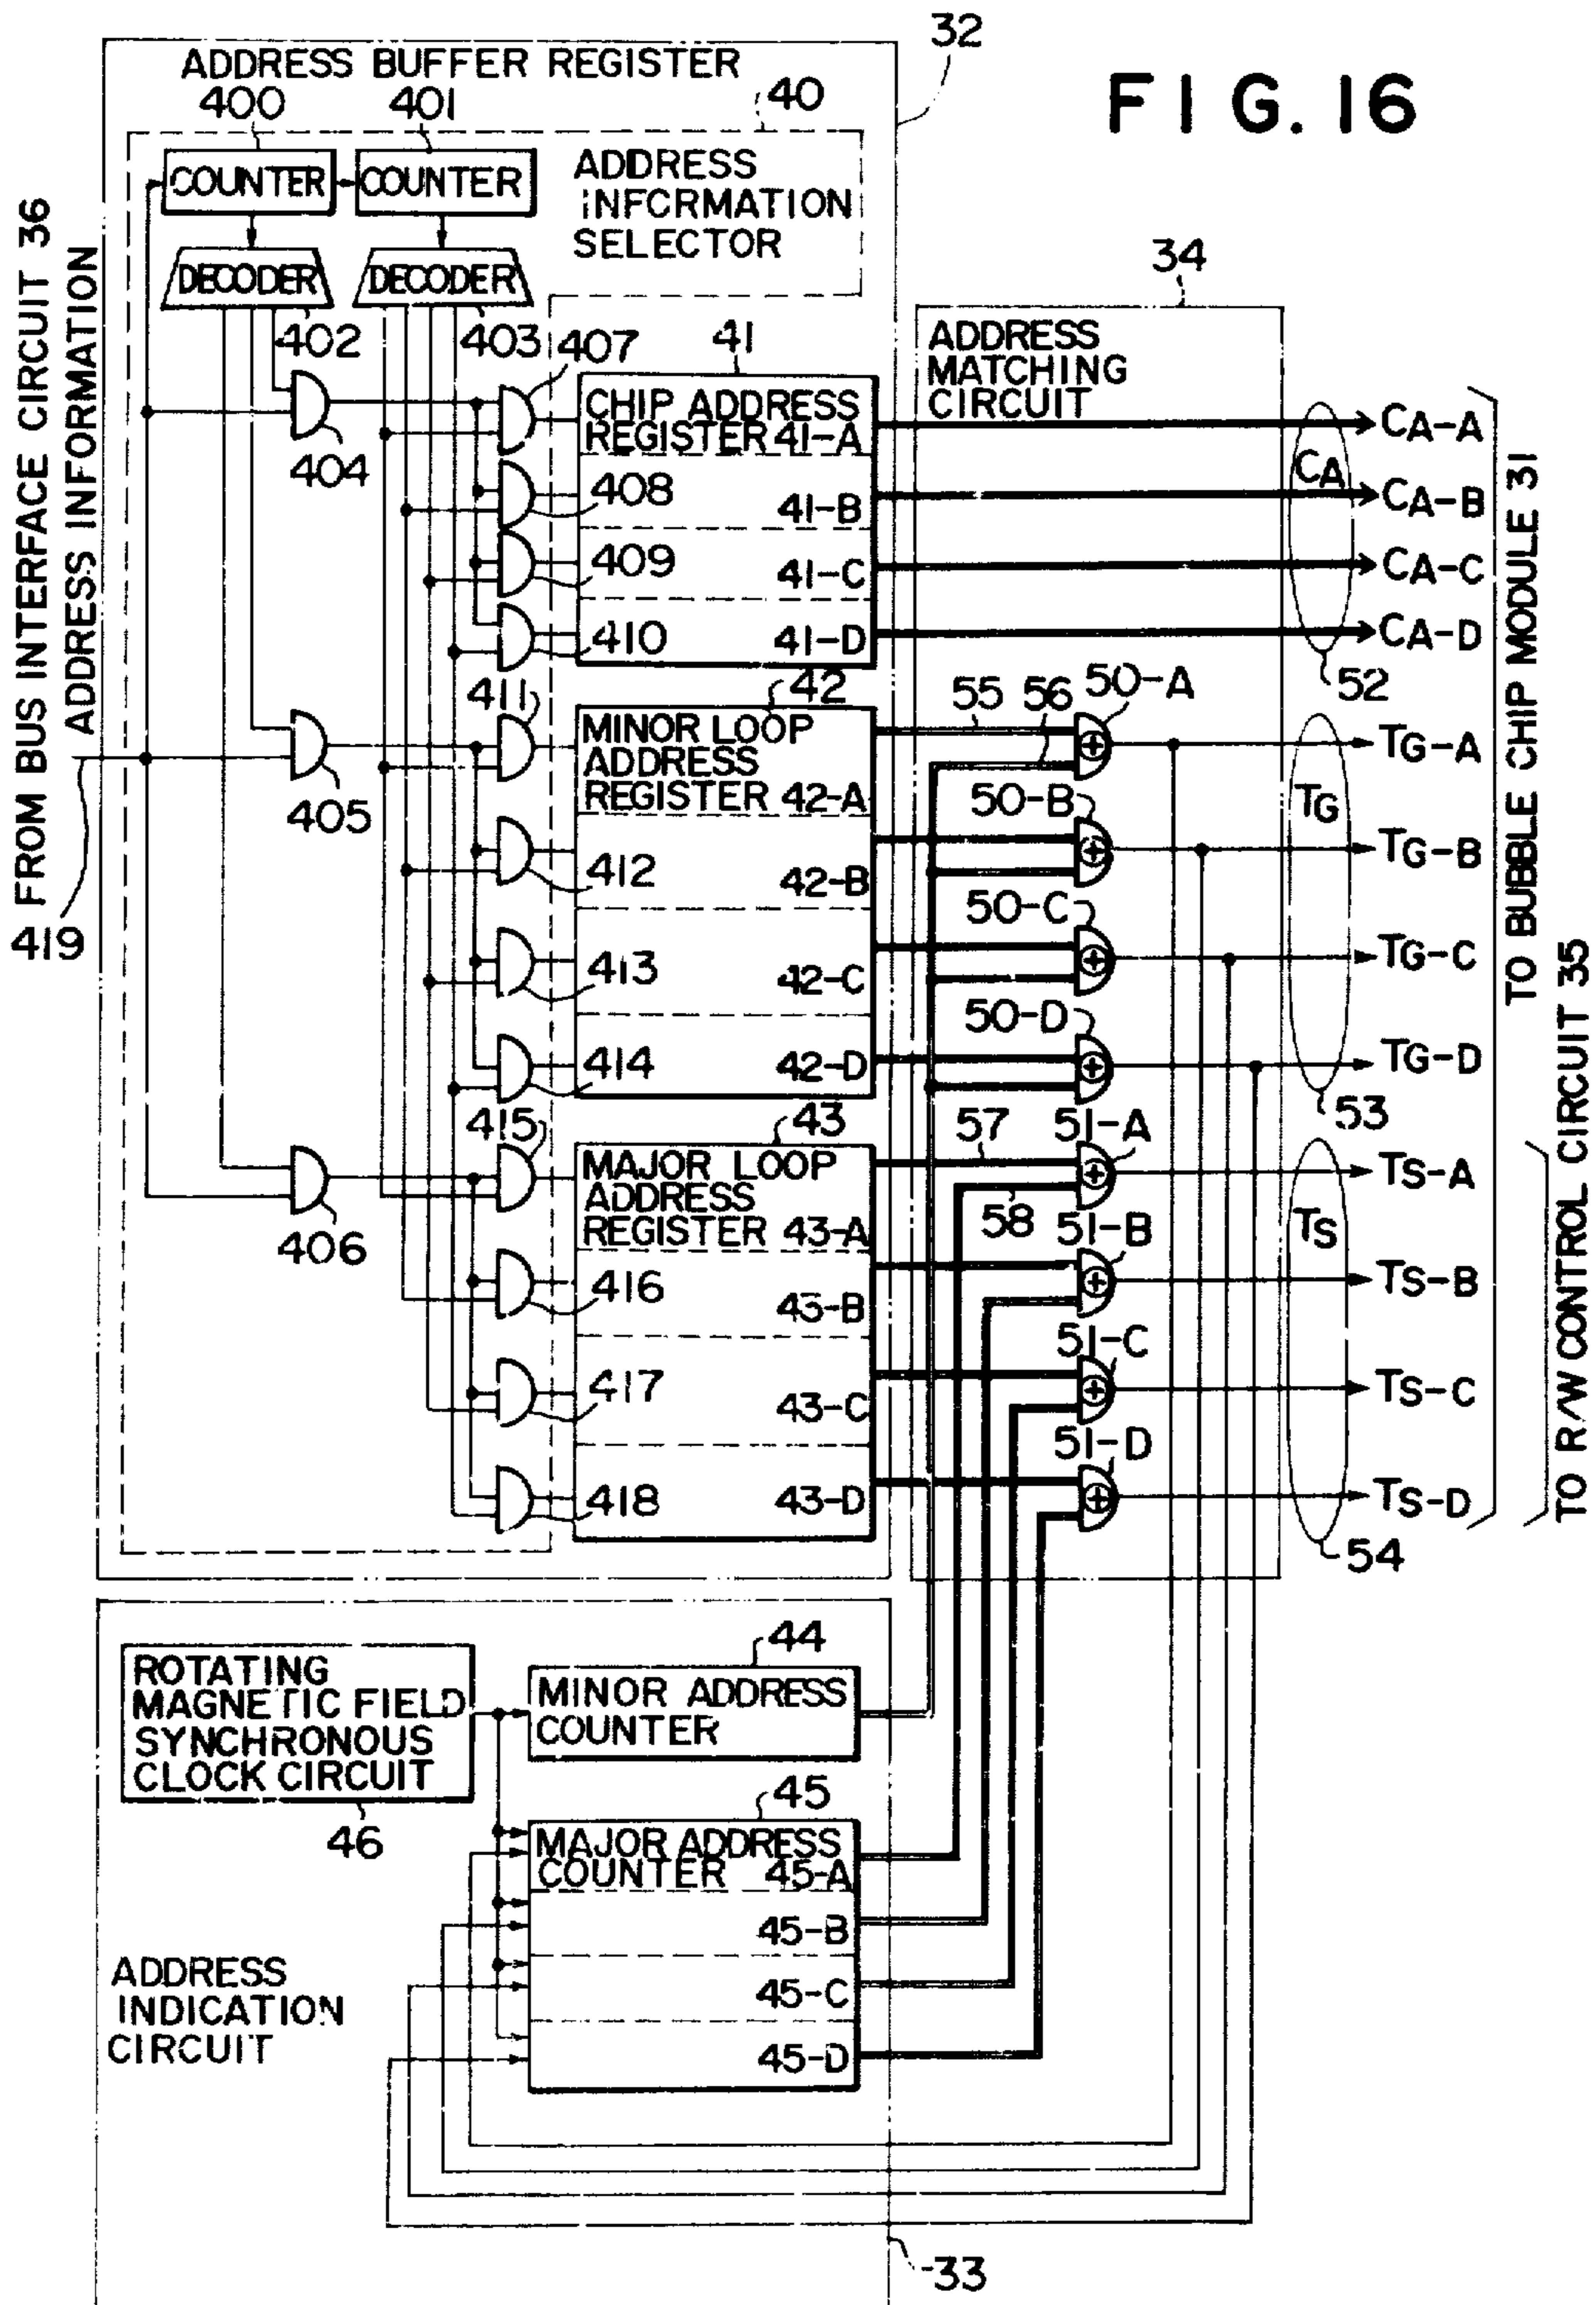 FIG. 16
32
ADDRESS BUFFER REGISTER
400
401
40
COUNTER
COUNTER
ADDRESS
INFORMATION
SELECTOR
DECODER
DECODER
402
403
407
FROM BUS INTERFACE CIRCUIT 36
ADDRESS INFORMATION
419
404
405
406
408
409
410
411
412
413
414
415
416
417
418
41
CHIP ADDRESS
REGISTER 41-A
41-B
41-C
41-D
42
MINOR LOOP
ADDRESS
REGISTER 42-A
42-B
42-C
42-D
43
MAJOR LOOP
ADDRESS
REGISTER 43-A
43-B
43-C
43-D
34
ADDRESS
MATCHING
CIRCUIT
55
56
50-A
50-B
50-C
50-D
57
58
51-A
51-B
51-C
51-D
CA
CA-A
CA-B
CA-C
CA-D
52
TG
TG-A
TG-B
TG-C
TG-D
53
TS
TS-A
TS-B
TS-C
TS-D
54
TO BUBBLE CHIP MODULE 31
TO R/W CONTROL CIRCUIT 35
ROTATING
MAGNETIC FIELD
SYNCHRONOUS
CLOCK CIRCUIT
46
44
MINOR ADDRESS
COUNTER
45
MAJOR ADDRESS
COUNTER 45-A
45-B
45-C
45-D
ADDRESS
INDICATION
CIRCUIT
33